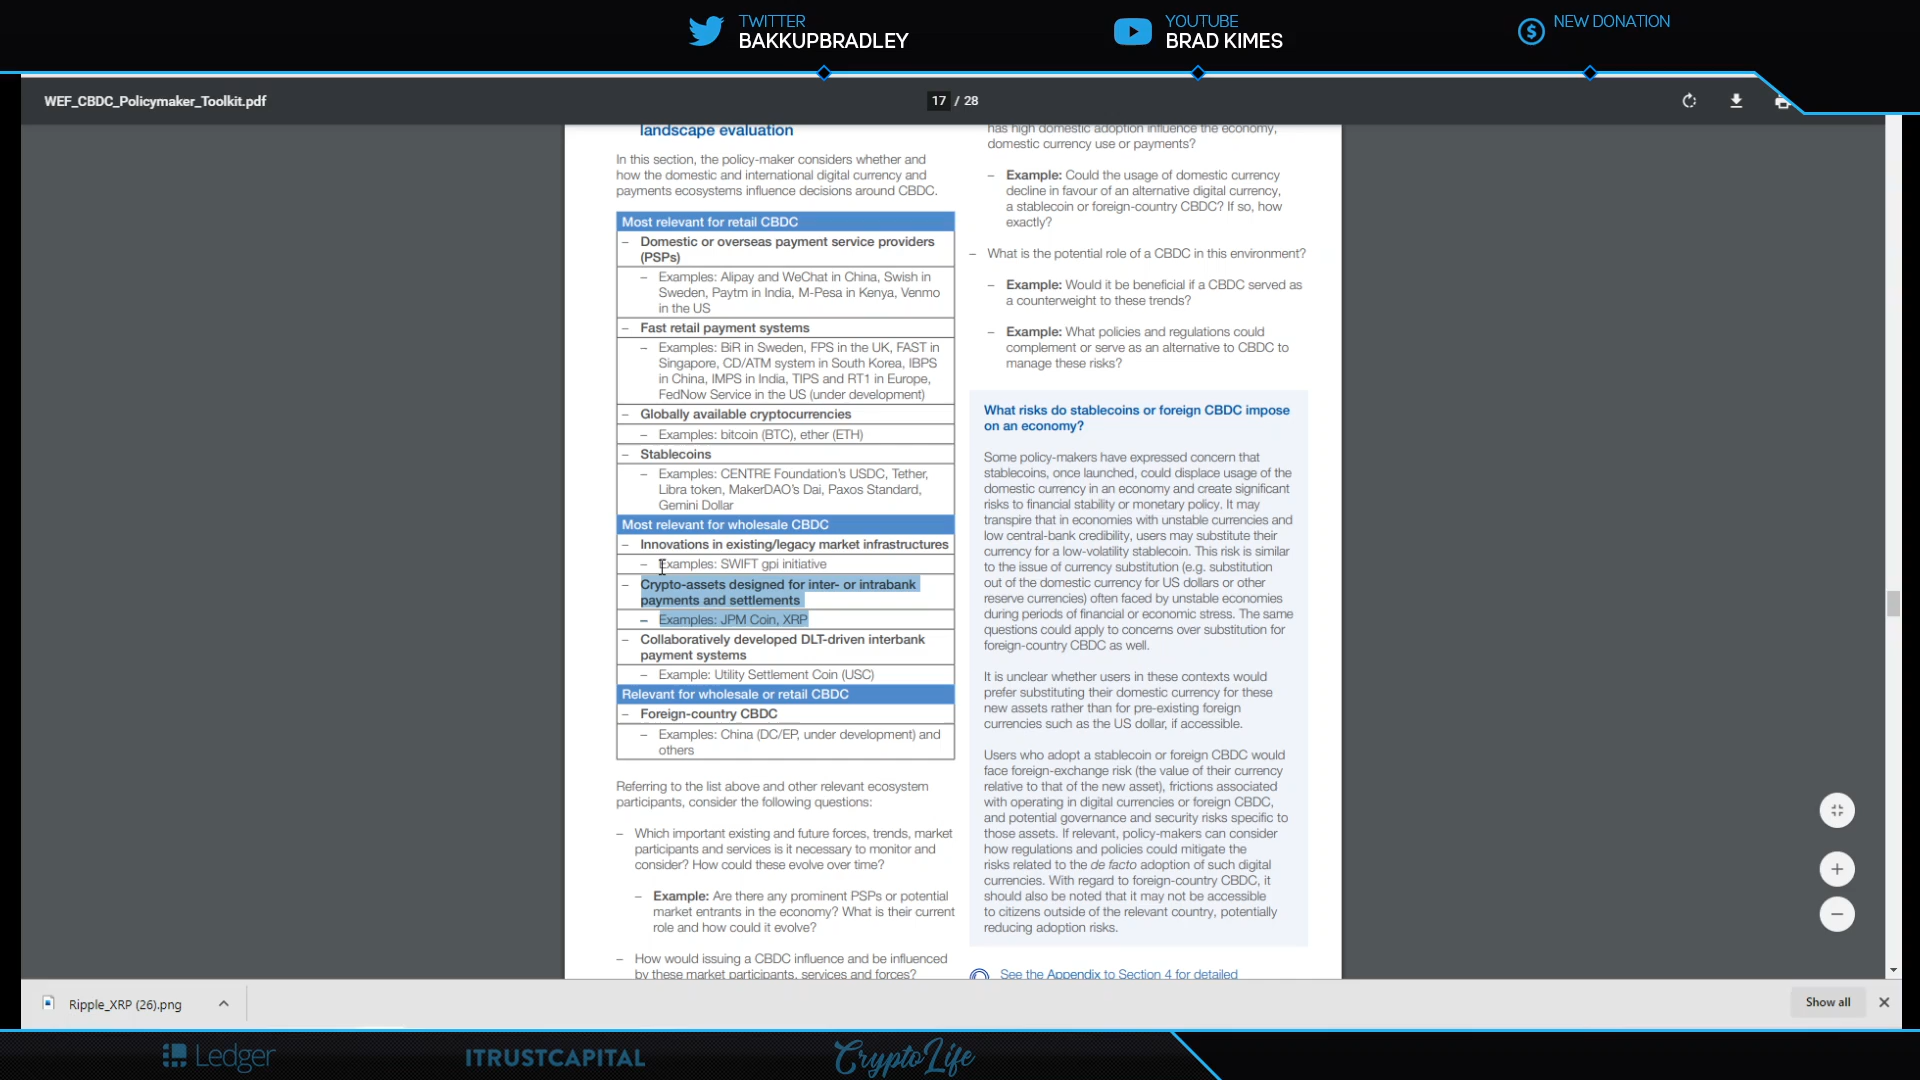 TWITTER
BAKKUPBRADLEY
YOUTUBE
BRAD KIMES
NEW DONATION
WEF_CBDC_Policymaker_Toolkit.pdf
17 / 28
landscape evaluation
In this section, the policy-maker considers whether and
how the domestic and international digital currency and
payments ecosystems influence decisions around CBDC.
Most relevant for retail CBDC
– Domestic or overseas payment service providers
(PSPs)
– Examples: Alipay and WeChat in China, Swish in
Sweden, Paytm in India, M-Pesa in Kenya, Venmo
in the US
– Fast retail payment systems
– Examples: BiR in Sweden, FPS in the UK, FAST in
Singapore, CD/ATM system in South Korea, IBPS
in China, IMPS in India, TIPS and RT1 in Europe,
FedNow Service in the US (under development)
– Globally available cryptocurrencies
– Examples: bitcoin (BTC), ether (ETH)
– Stablecoins
– Examples: CENTRE Foundation's USDC, Tether,
Libra token, MakerDAO's Dai, Paxos Standard,
Gemini Dollar
Most relevant for wholesale CBDC
– Innovations in existing/legacy market infrastructures
– Examples: SWIFT gpi initiative
– Crypto-assets designed for inter- or intrabank
payments and settlements
– Examples: JPM Coin, XRP
– Collaboratively developed DLT-driven interbank
payment systems
– Example: Utility Settlement Coin (USC)
Relevant for wholesale or retail CBDC
– Foreign-country CBDC
– Examples: China (DC/EP, under development) and
others
Referring to the list above and other relevant ecosystem
participants, consider the following questions:
– Which important existing and future forces, trends, market
participants and services is it necessary to monitor and
consider? How could these evolve over time?
– Example: Are there any prominent PSPs or potential
market entrants in the economy? What is their current
role and how could it evolve?
– How would issuing a CBDC influence and be influenced
by these market participants, services and forces?
has high domestic adoption influence the economy,
domestic currency use or payments?
– Example: Could the usage of domestic currency
decline in favour of an alternative digital currency,
a stablecoin or foreign-country CBDC? If so, how
exactly?
– What is the potential role of a CBDC in this environment?
– Example: Would it be beneficial if a CBDC served as
a counterweight to these trends?
– Example: What policies and regulations could
complement or serve as an alternative to CBDC to
manage these risks?
What risks do stablecoins or foreign CBDC impose
on an economy?
Some policy-makers have expressed concern that
stablecoins, once launched, could displace usage of the
domestic currency in an economy and create significant
risks to financial stability or monetary policy. It may
transpire that in economies with unstable currencies and
low central-bank credibility, users may substitute their
currency for a low-volatility stablecoin. This risk is similar
to the issue of currency substitution (e.g. substitution
out of the domestic currency for US dollars or other
reserve currencies) often faced by unstable economies
during periods of financial or economic stress. The same
questions could apply to concerns over substitution for
foreign-country CBDC as well.
It is unclear whether users in these contexts would
prefer substituting their domestic currency for these
new assets rather than for pre-existing foreign
currencies such as the US dollar, if accessible.
Users who adopt a stablecoin or foreign CBDC would
face foreign-exchange risk (the value of their currency
relative to that of the new asset), frictions associated
with operating in digital currencies or foreign CBDC,
and potential governance and security risks specific to
those assets. If relevant, policy-makers can consider
how regulations and policies could mitigate the
risks related to the de facto adoption of such digital
currencies. With regard to foreign-country CBDC, it
should also be noted that it may not be accessible
to citizens outside of the relevant country, potentially
reducing adoption risks.
See the Appendix to Section 4 for detailed
Ripple_XRP (26).png
Show all
Ledger
ITRUSTCAPITAL
CryptoLife